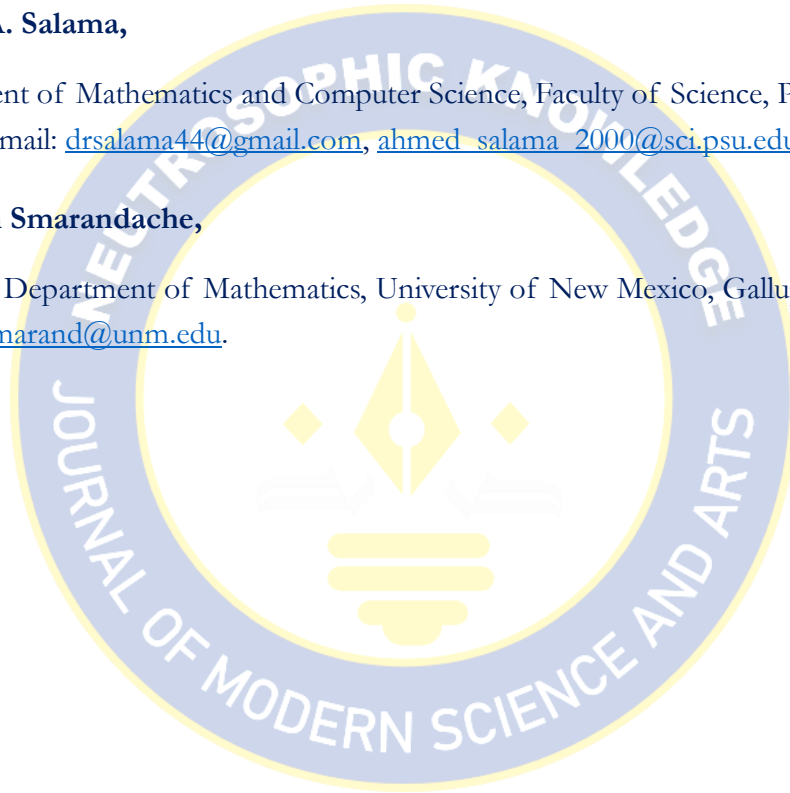 A. Salama,
ent of Mathematics and Computer Science, Faculty of Science, P
mail: drsalama44@gmail.com, ahmed_salama_2000@sci.psu.edu
Smarandache,
Department of Mathematics, University of New Mexico, Gallu
marand@unm.edu.
NEUTROSOPHIC KNOWLEDGE
JOURNAL OF MODERN SCIENCE AND ARTS